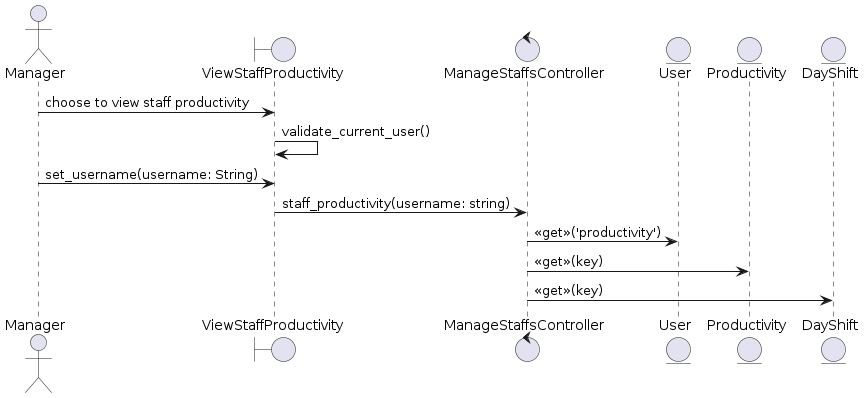 Manager
ViewStaffProductivity
ManageStaffsController
User
Productivity
DayShift
choose to view staff productivity
validate_current_user()
set_username(username: String)
staff_productivity(username: string)
«get»('productivity')
«get»(key)
«get»(key)
Manager
ViewStaffProductivity
ManageStaffsController
User
Productivity
DayShift